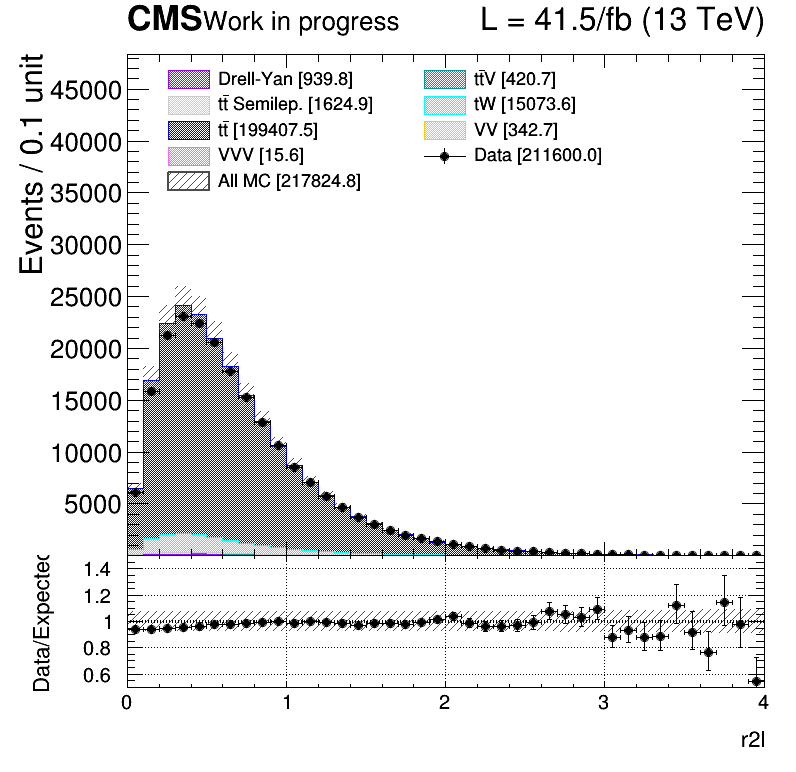 CMS Work in progress L = 41.5/fb (13 TeV)
Events / 0.1 unit
45000
40000
35000
30000
25000
20000
15000
10000
5000
Drell-Yan [939.8]
tt̄ Semilep. [1624.9]
tt̄ [199407.5]
VVV [15.6]
All MC [217824.8]
tt̄V [420.7]
tW [15073.6]
VV [342.7]
Data [211600.0]
Data/Expected
1.4
1.2
1
0.8
0.6
0 1 2 3 4
r2l